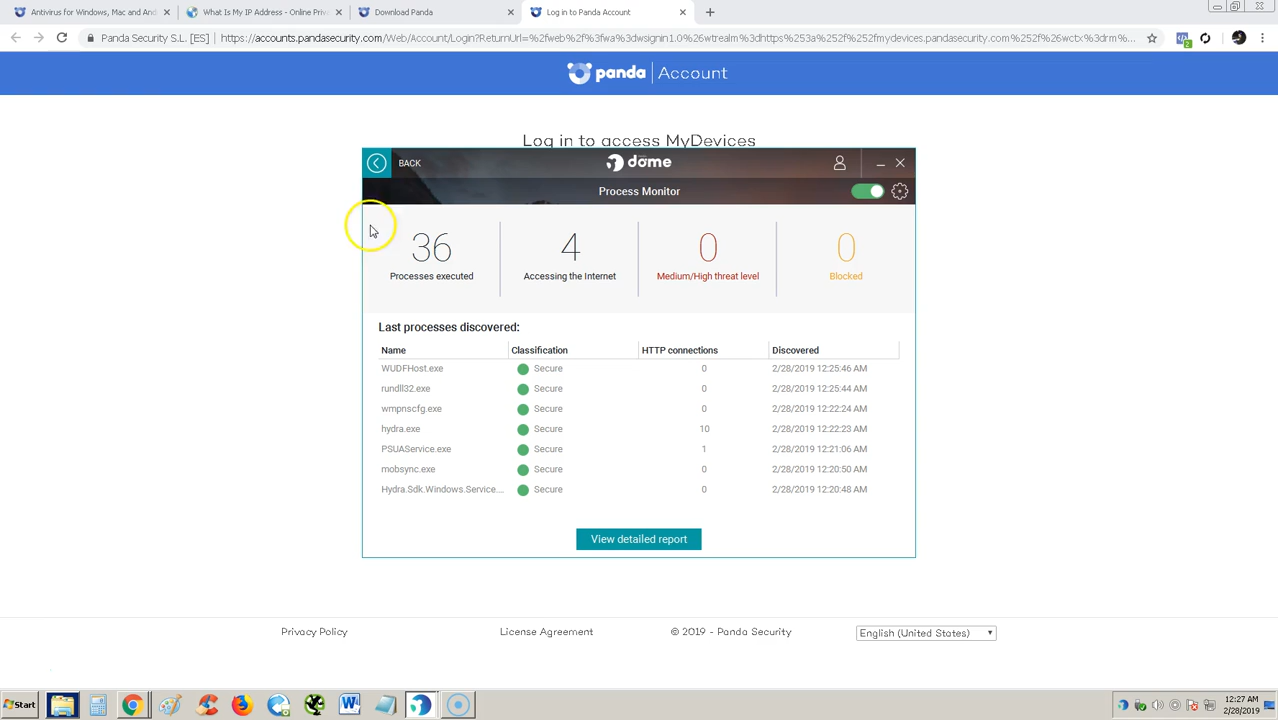 Antivirus for Windows, Mac and And
What Is My IP Address - Online Priv
Download Panda
Log in to Panda Account
Panda Security S.L. [ES]
https://accounts.pandasecurity.com/Web/Account/Login?ReturnUrl=%2fweb%2f%3fwa%3dwsignin1.0%26wtrealm%3dhttps%253a%252f%252fmydevices.pandasecurity.com%252f%26wctx%3drm%...
2
panda Account
Log in to access MyDevices
BACK
dome
Process Monitor
36
4
0
0
Processes executed
Accessing the Internet
Medium/High threat level
Blocked
Last processes discovered:
Name Classification HTTP connections Discovered
WUDFHost.exe Secure 0 2/28/2019 12:25:46 AM
rundll32.exe Secure 0 2/28/2019 12:25:44 AM
wmpnscfg.exe Secure 0 2/28/2019 12:22:24 AM
hydra.exe Secure 10 2/28/2019 12:22:23 AM
PSUAService.exe Secure 1 2/28/2019 12:21:06 AM
mobsync.exe Secure 0 2/28/2019 12:20:50 AM
Hydra.Sdk.Windows.Service.... Secure 0 2/28/2019 12:20:48 AM
View detailed report
Privacy Policy
License Agreement
© 2019 - Panda Security
English (United States)
Start
12:27 AM
2/28/2019